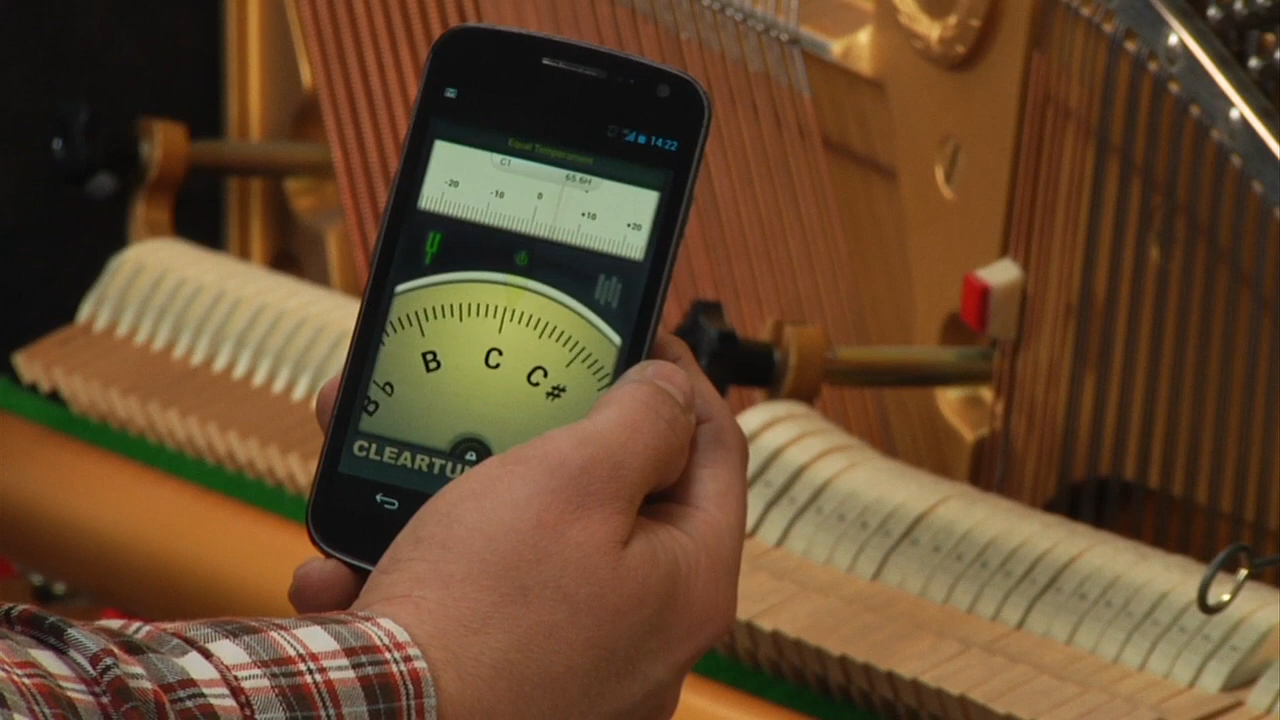 14:22
Equal Temperament
C1 65.6H
-20 -10 0 +10 +20
B♭ B C C#
CLEARTU